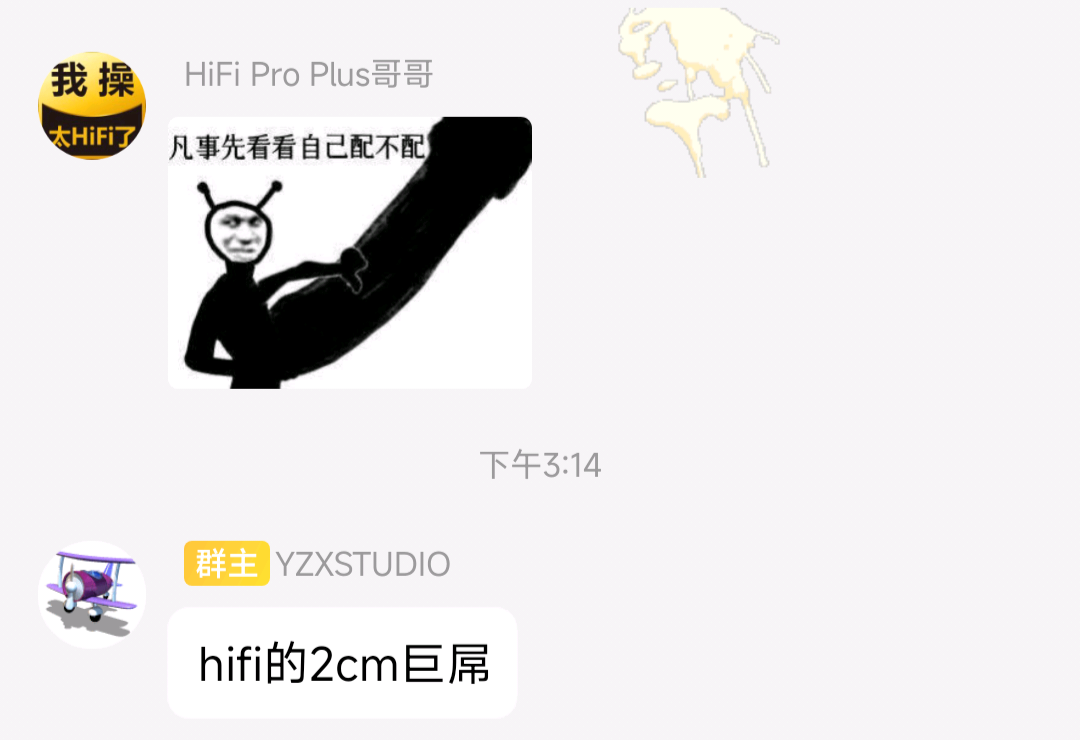 我操
太HiFi了
HiFi Pro Plus哥哥
凡事先看看自己配不配
下午3:14
群主 YZXSTUDIO
hifi的2cm巨屌